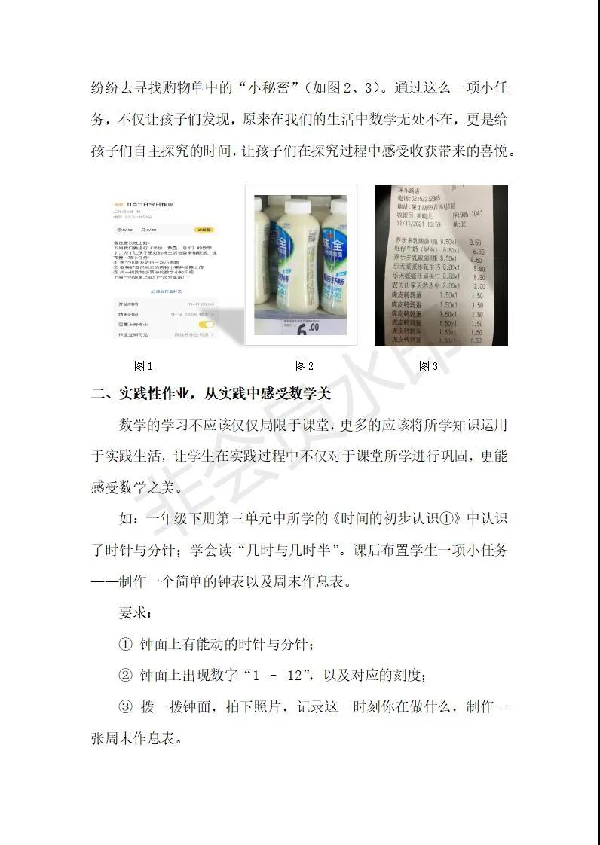 纷纷去寻找购物单中的“小秘密”（如图2、3）。通过这么一项小任
务，不仅让孩子们发现，原来在我们的生活中数学无处不在，更是给
孩子们自主探究的时间，让孩子们在探究过程中感受收获带来的喜悦。
6.00
图1
图2
图3
二、实践性作业，从实践中感受数学美
数学的学习不应该仅仅局限于课堂，更多的应该将所学知识运用
于实践生活，让学生在实践过程中不仅对于课堂所学进行巩固，更能
感受数学之美。
如：一年级下期第三单元中所学的《时间的初步认识①》中认识
了时针与分针；学会读“几时与几时半”。课后布置学生一项小任务
——制作一个简单的钟表以及周末作息表。
要求：
① 钟面上有能动的时针与分针；
② 钟面上出现数字“1 – 12”，以及对应的刻度；
③ 拨一拨钟面，拍下照片，记录这一时刻你在做什么，制作一
张周末作息表。
非会员水印